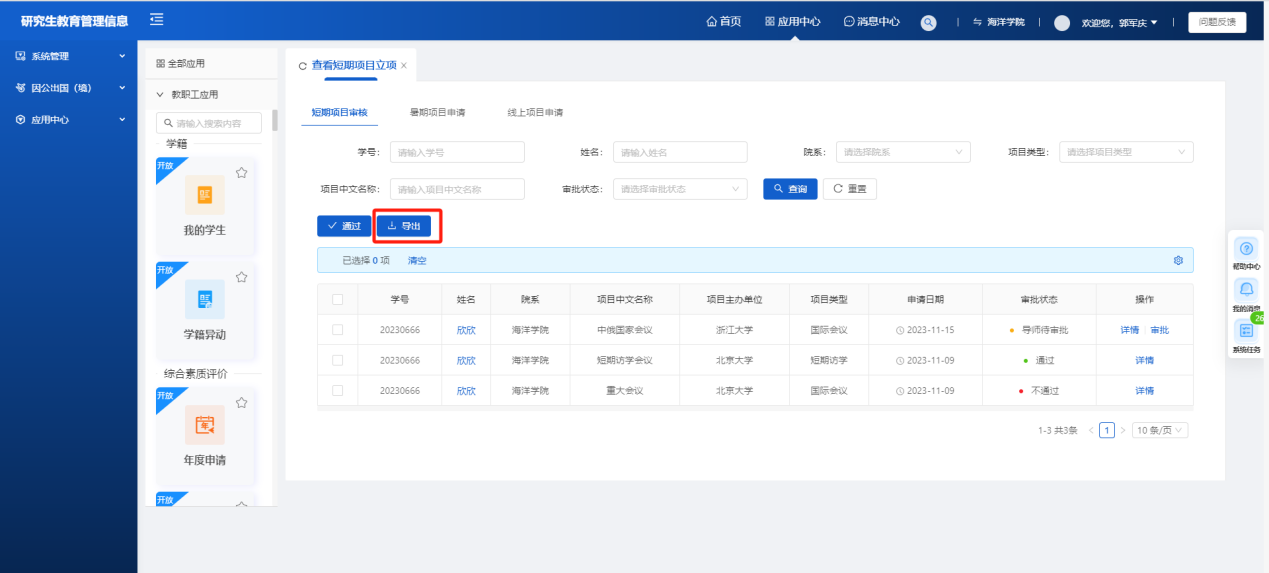 研究生教育管理信息 首页 应用中心 消息中心 海洋学院 欢迎您，郭军庆 问题反馈
系统管理
因公出国（境）
应用中心
全部应用
教职工应用
请输入搜索内容
学籍
开放
我的学生
开放
学籍异动
综合素质评价
开放
年度申请
开放
查看短期项目立项 ×
短期项目审核 暑期项目申请 线上项目申请
学号： 请输入学号 姓名： 请输入姓名 院系： 请选择院系 项目类型： 请选择项目类型
项目中文名称： 请输入项目中文名称 审批状态： 请选择审批状态 查询 重置
通过 导出
已选择 0 项 清空
学号 姓名 院系 项目中文名称 项目主办单位 项目类型 申请日期 审批状态 操作
20230666 欣欣 海洋学院 中俄国家会议 浙江大学 国际会议 2023-11-15 导师待审批 详情 审批
20230666 欣欣 海洋学院 短期访学会议 北京大学 短期访学 2023-11-09 通过 详情
20230666 欣欣 海洋学院 重大会议 北京大学 国际会议 2023-11-09 不通过 详情
1-3 共3条 < 1 > 10 条/页
帮助中心
我的消息
26
系统任务